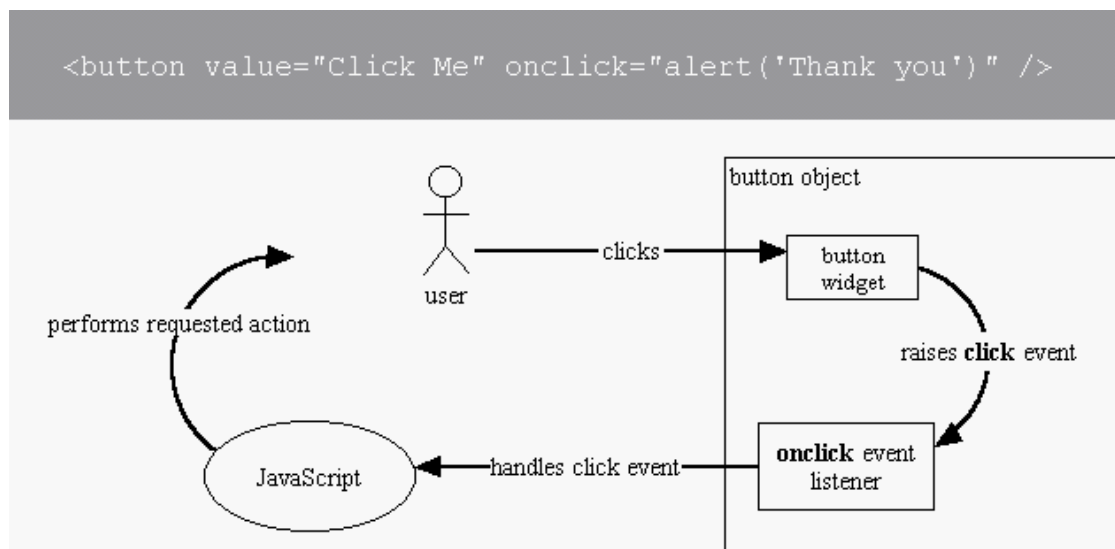 <button value="Click Me" onclick="alert('Thank you')" />
button object
clicks
button
widget
user
performs requested action
raises click event
onclick event
listener
handles click event
JavaScript